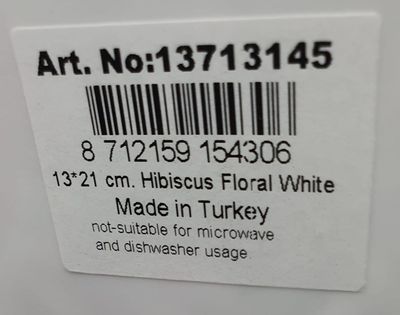 Art. No:13713145
8 712159 154306
13*21 cm. Hibiscus Floral White
Made in Turkey
not-suitable for microwave
and dishwasher usage